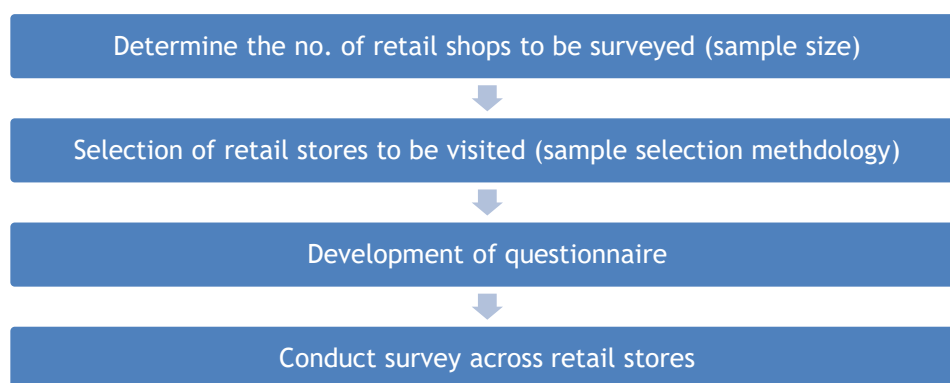 Determine the no. of retail shops to be surveyed (sample size)
Selection of retail stores to be visited (sample selection methdology)
Development of questionnaire
Conduct survey across retail stores